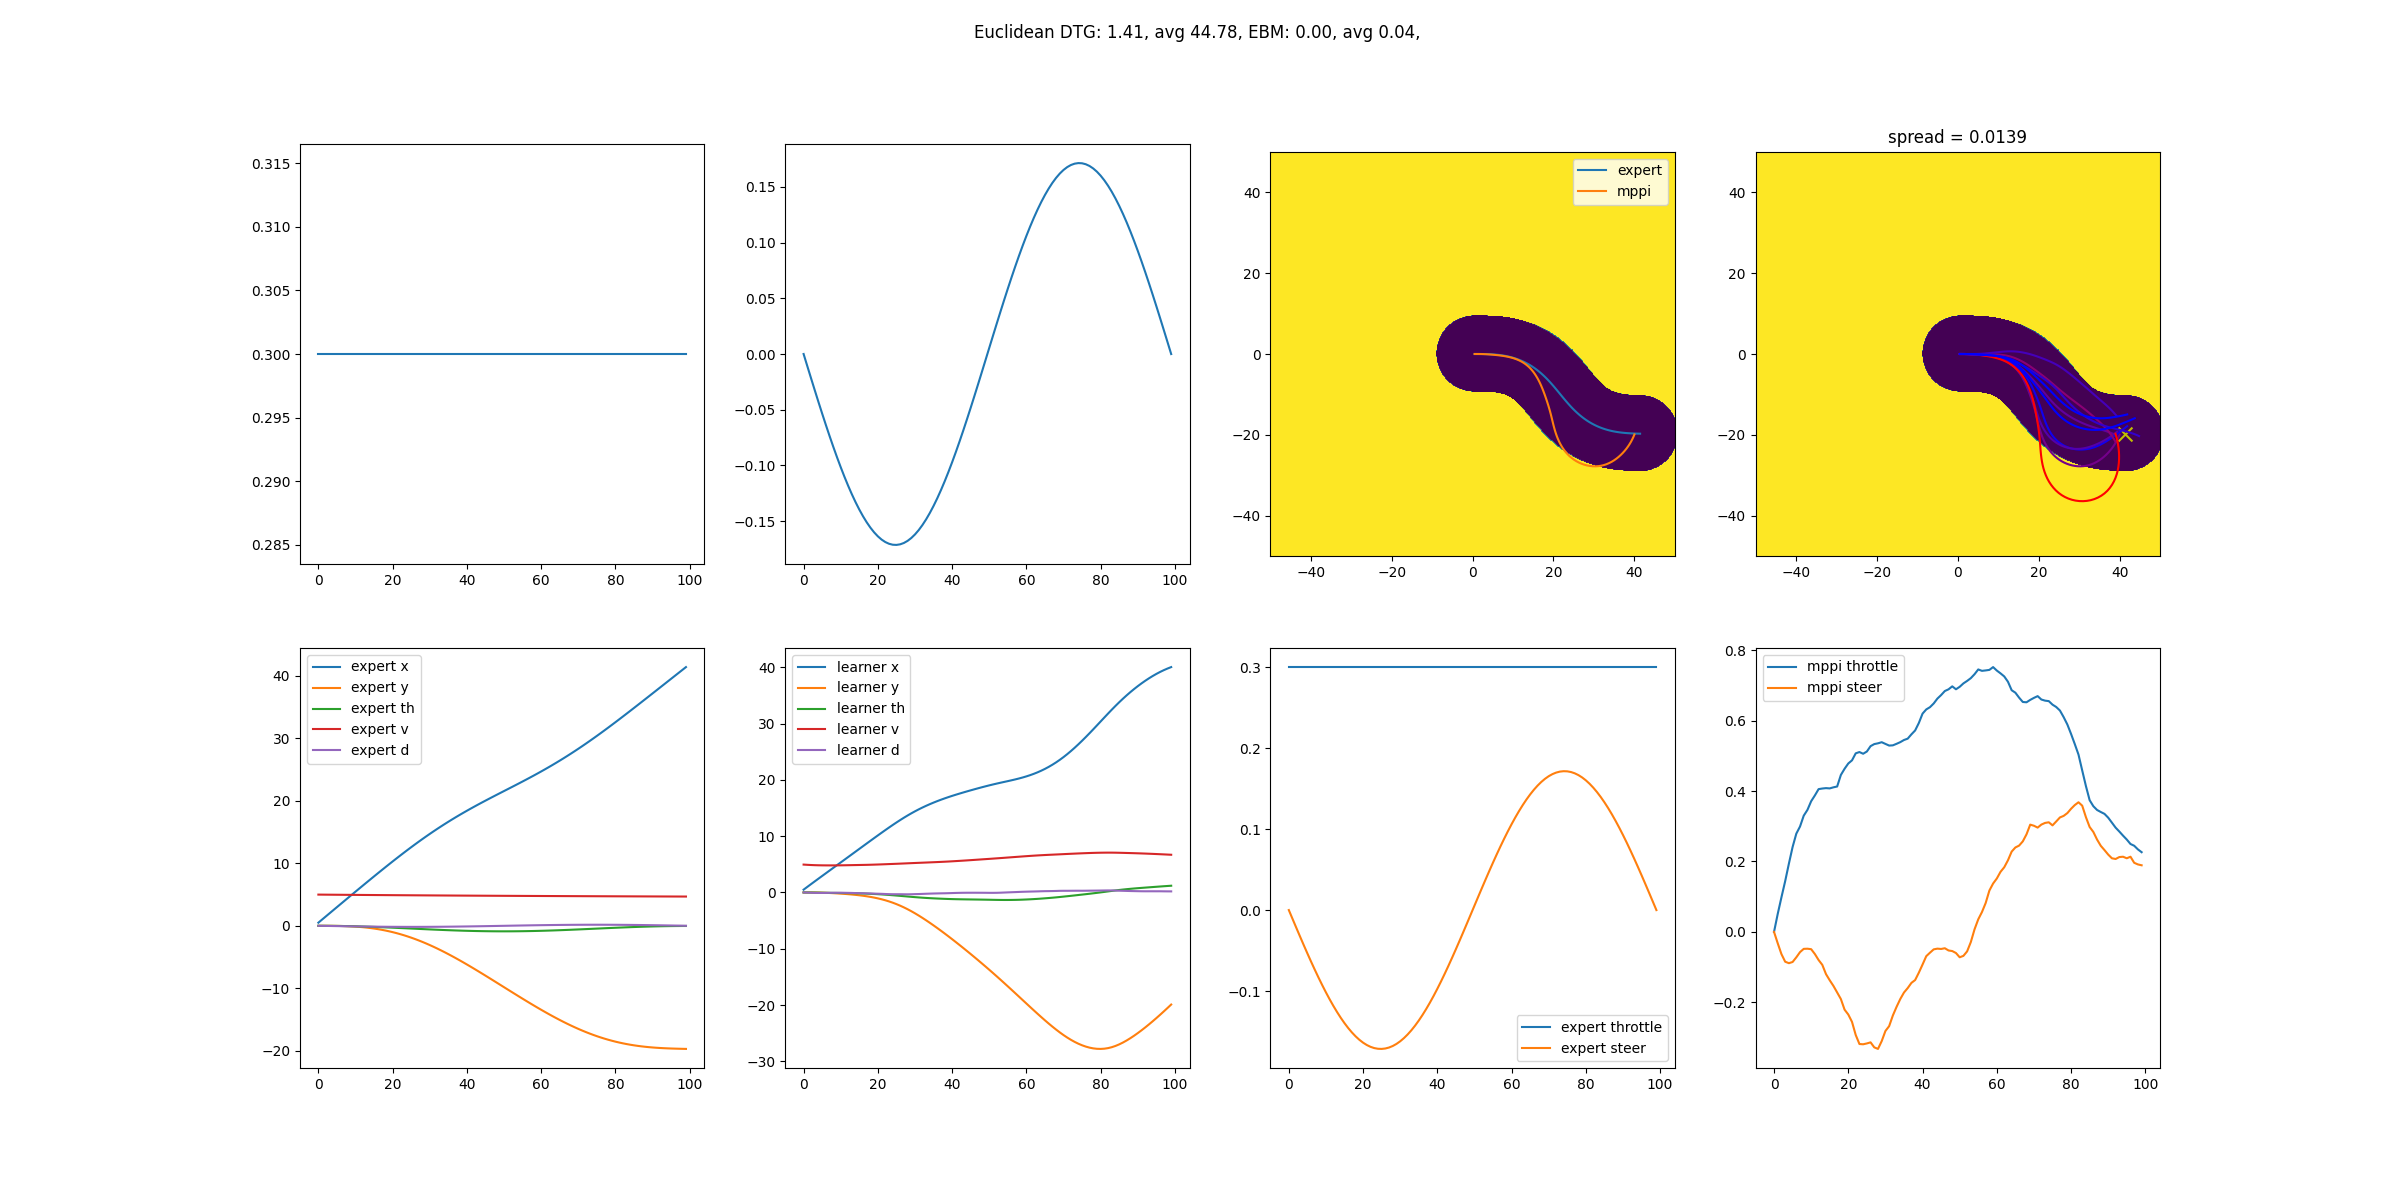 Euclidean DTG: 1.41, avg 44.78, EBM: 0.00, avg 0.04,
0.315
0.310
0.305
0.300
0.295
0.290
0.285
0 20 40 60 80 100
0.15
0.10
0.05
0.00
−0.05
−0.10
−0.15
0 20 40 60 80 100
expert
mppi
40
20
0
−20
−40
−40 −20 0 20 40
spread = 0.0139
40
20
0
−20
−40
−40 −20 0 20 40
expert x
expert y
expert th
expert v
expert d
40
30
20
10
0
−10
−20
0 20 40 60 80 100
learner x
learner y
learner th
learner v
learner d
40
30
20
10
0
−10
−20
−30
0 20 40 60 80 100
0.3
0.2
0.1
0.0
−0.1
expert throttle
expert steer
0 20 40 60 80 100
mppi throttle
mppi steer
0.8
0.6
0.4
0.2
0.0
−0.2
0 20 40 60 80 100